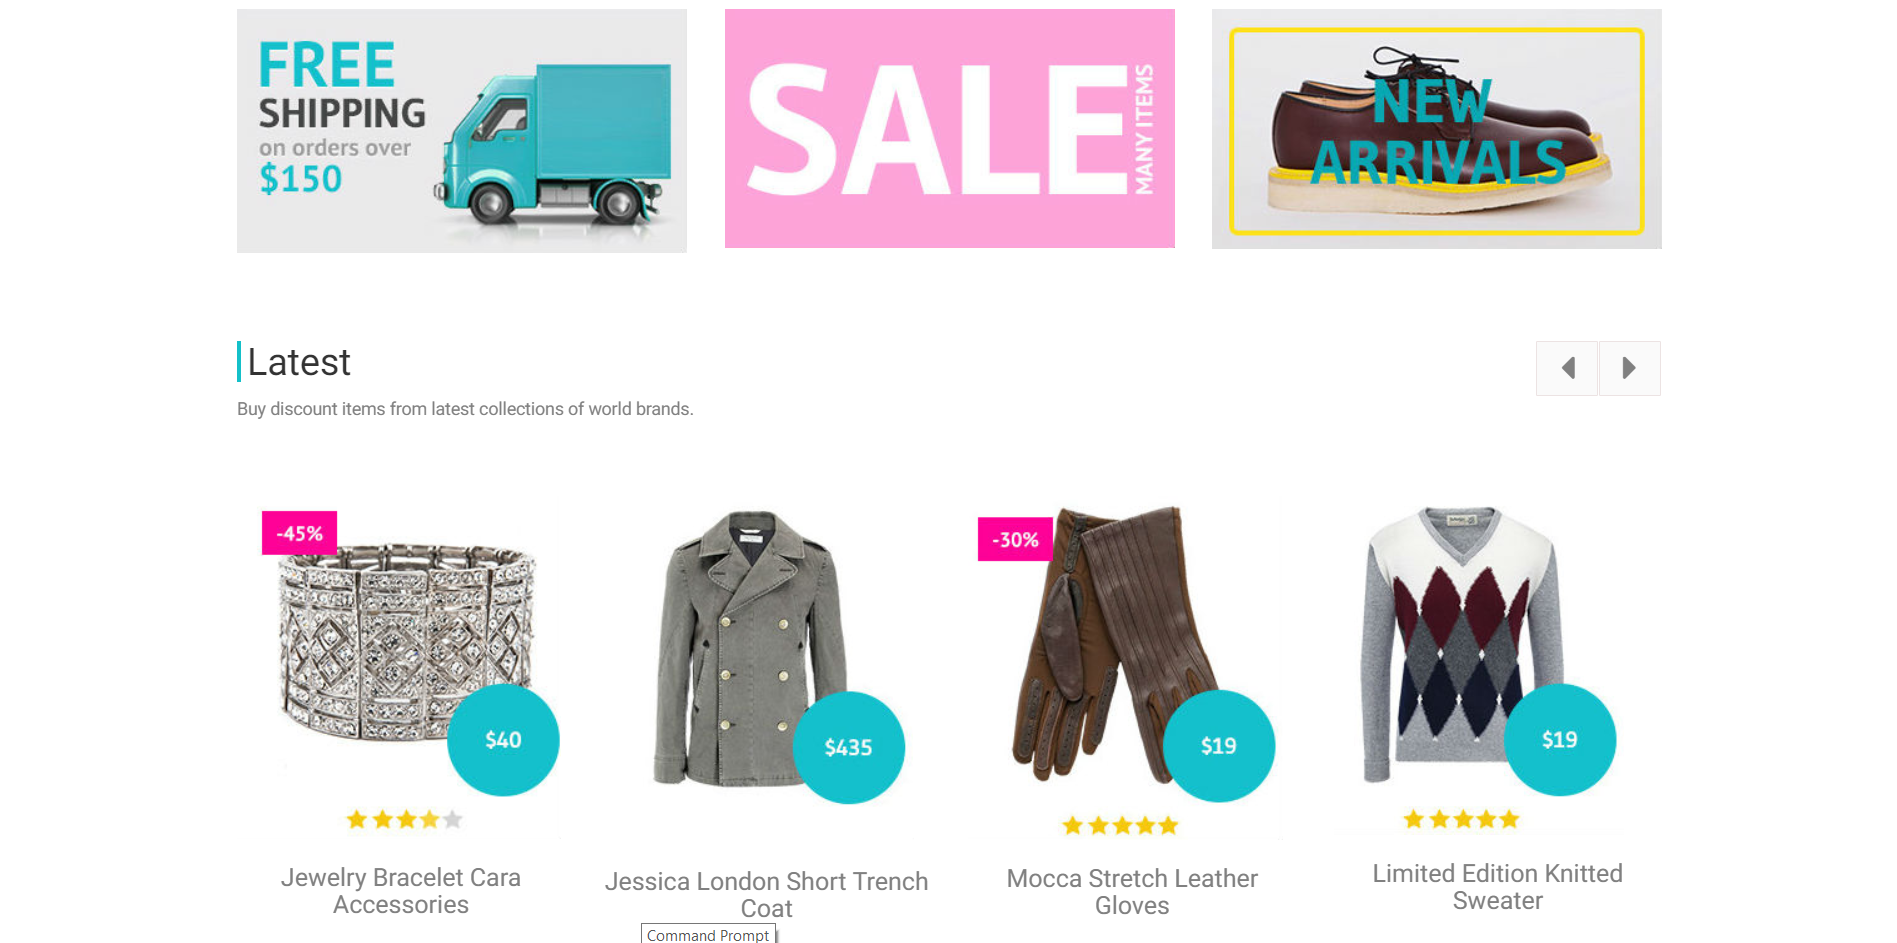 FREE
SHIPPING
on orders over
$150
SALE
MANY ITEMS
NEW
ARRIVALS
Latest
Buy discount items from latest collections of world brands.
-45%
$40
Jewelry Bracelet Cara
Accessories
$435
Jessica London Short Trench
Coat
-30%
$19
Mocca Stretch Leather
Gloves
$19
Limited Edition Knitted
Sweater
Command Prompt